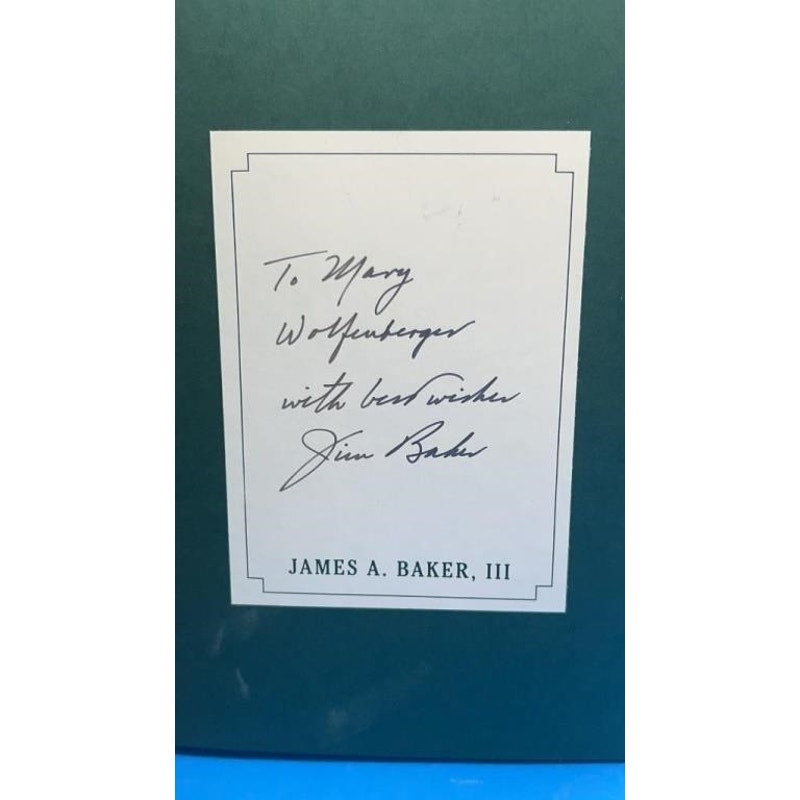 To Mary
Wolfenberger
with best wishes
Jim Baker
JAMES A. BAKER, III